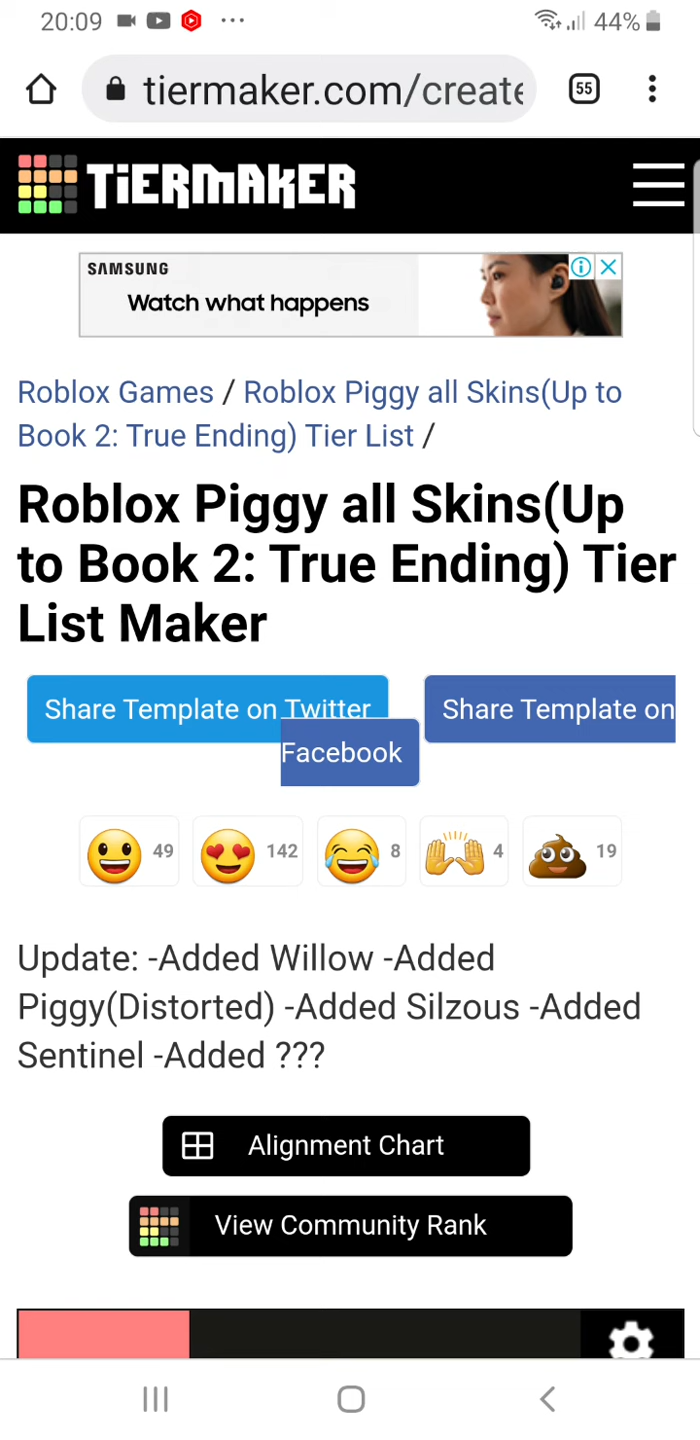 20:09
44%
tiermaker.com/create
55
TiERMAKER
SAMSUNG
Watch what happens
Roblox Games / Roblox Piggy all Skins(Up to
Book 2: True Ending) Tier List /
Roblox Piggy all Skins(Up
to Book 2: True Ending) Tier
List Maker
Share Template on Twitter
Share Template on
Facebook
49
142
8
4
19
Update: -Added Willow -Added
Piggy(Distorted) -Added Silzous -Added
Sentinel -Added ???
Alignment Chart
View Community Rank